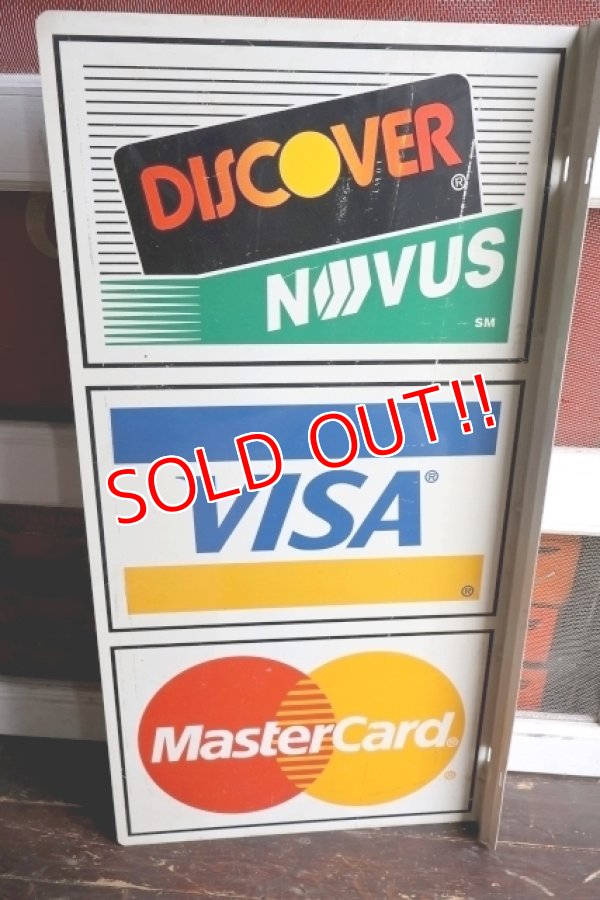 DISCOVER®
NOVUS
SM
SOLD OUT!!
VISA®
®
MasterCard®
®